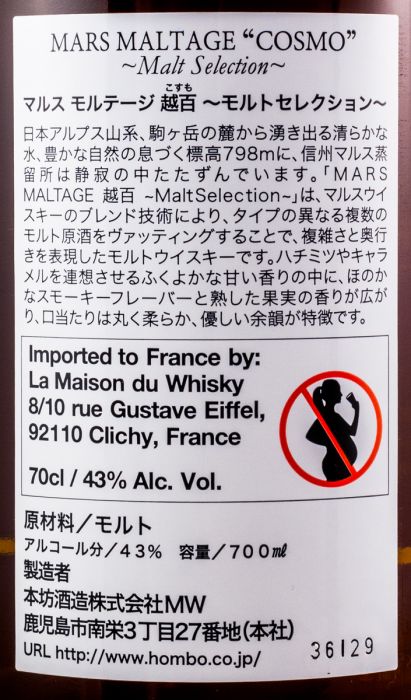 MARS MALTAGE “COSMO”
~Malt Selection~
こすも
マルス モルテージ 越百 ～モルトセレクション～
日本アルプス山系、駒ヶ岳の麓から湧き出る清らかな
水、豊かな自然の息づく標高798mに、信州マルス蒸
留所は静寂の中たたずんでいます。「MARS
MALTAGE 越百 ~MaltSelection~」は、マルスウイ
スキーのブレンド技術により、タイプの異なる複数の
モルト原酒をヴァッティングすることで、複雑さと奥行
きを表現したモルトウイスキーです。ハチミツやキャラ
メルを連想させるふくよかな甘い香りの中に、ほのか
なスモーキーフレーバーと熟した果実の香りが広が
り、口当たりは丸く柔らか、優しい余韻が特徴です。
Imported to France by:
La Maison du Whisky
8/10 rue Gustave Eiffel,
92110 Clichy, France
70cl / 43% Alc. Vol.
原材料／モルト
アルコール分／４３％　容量／７００㎖
製造者
本坊酒造株式会社MW
鹿児島市南栄3丁目27番地（本社）
URL http://www.hombo.co.jp/
36129